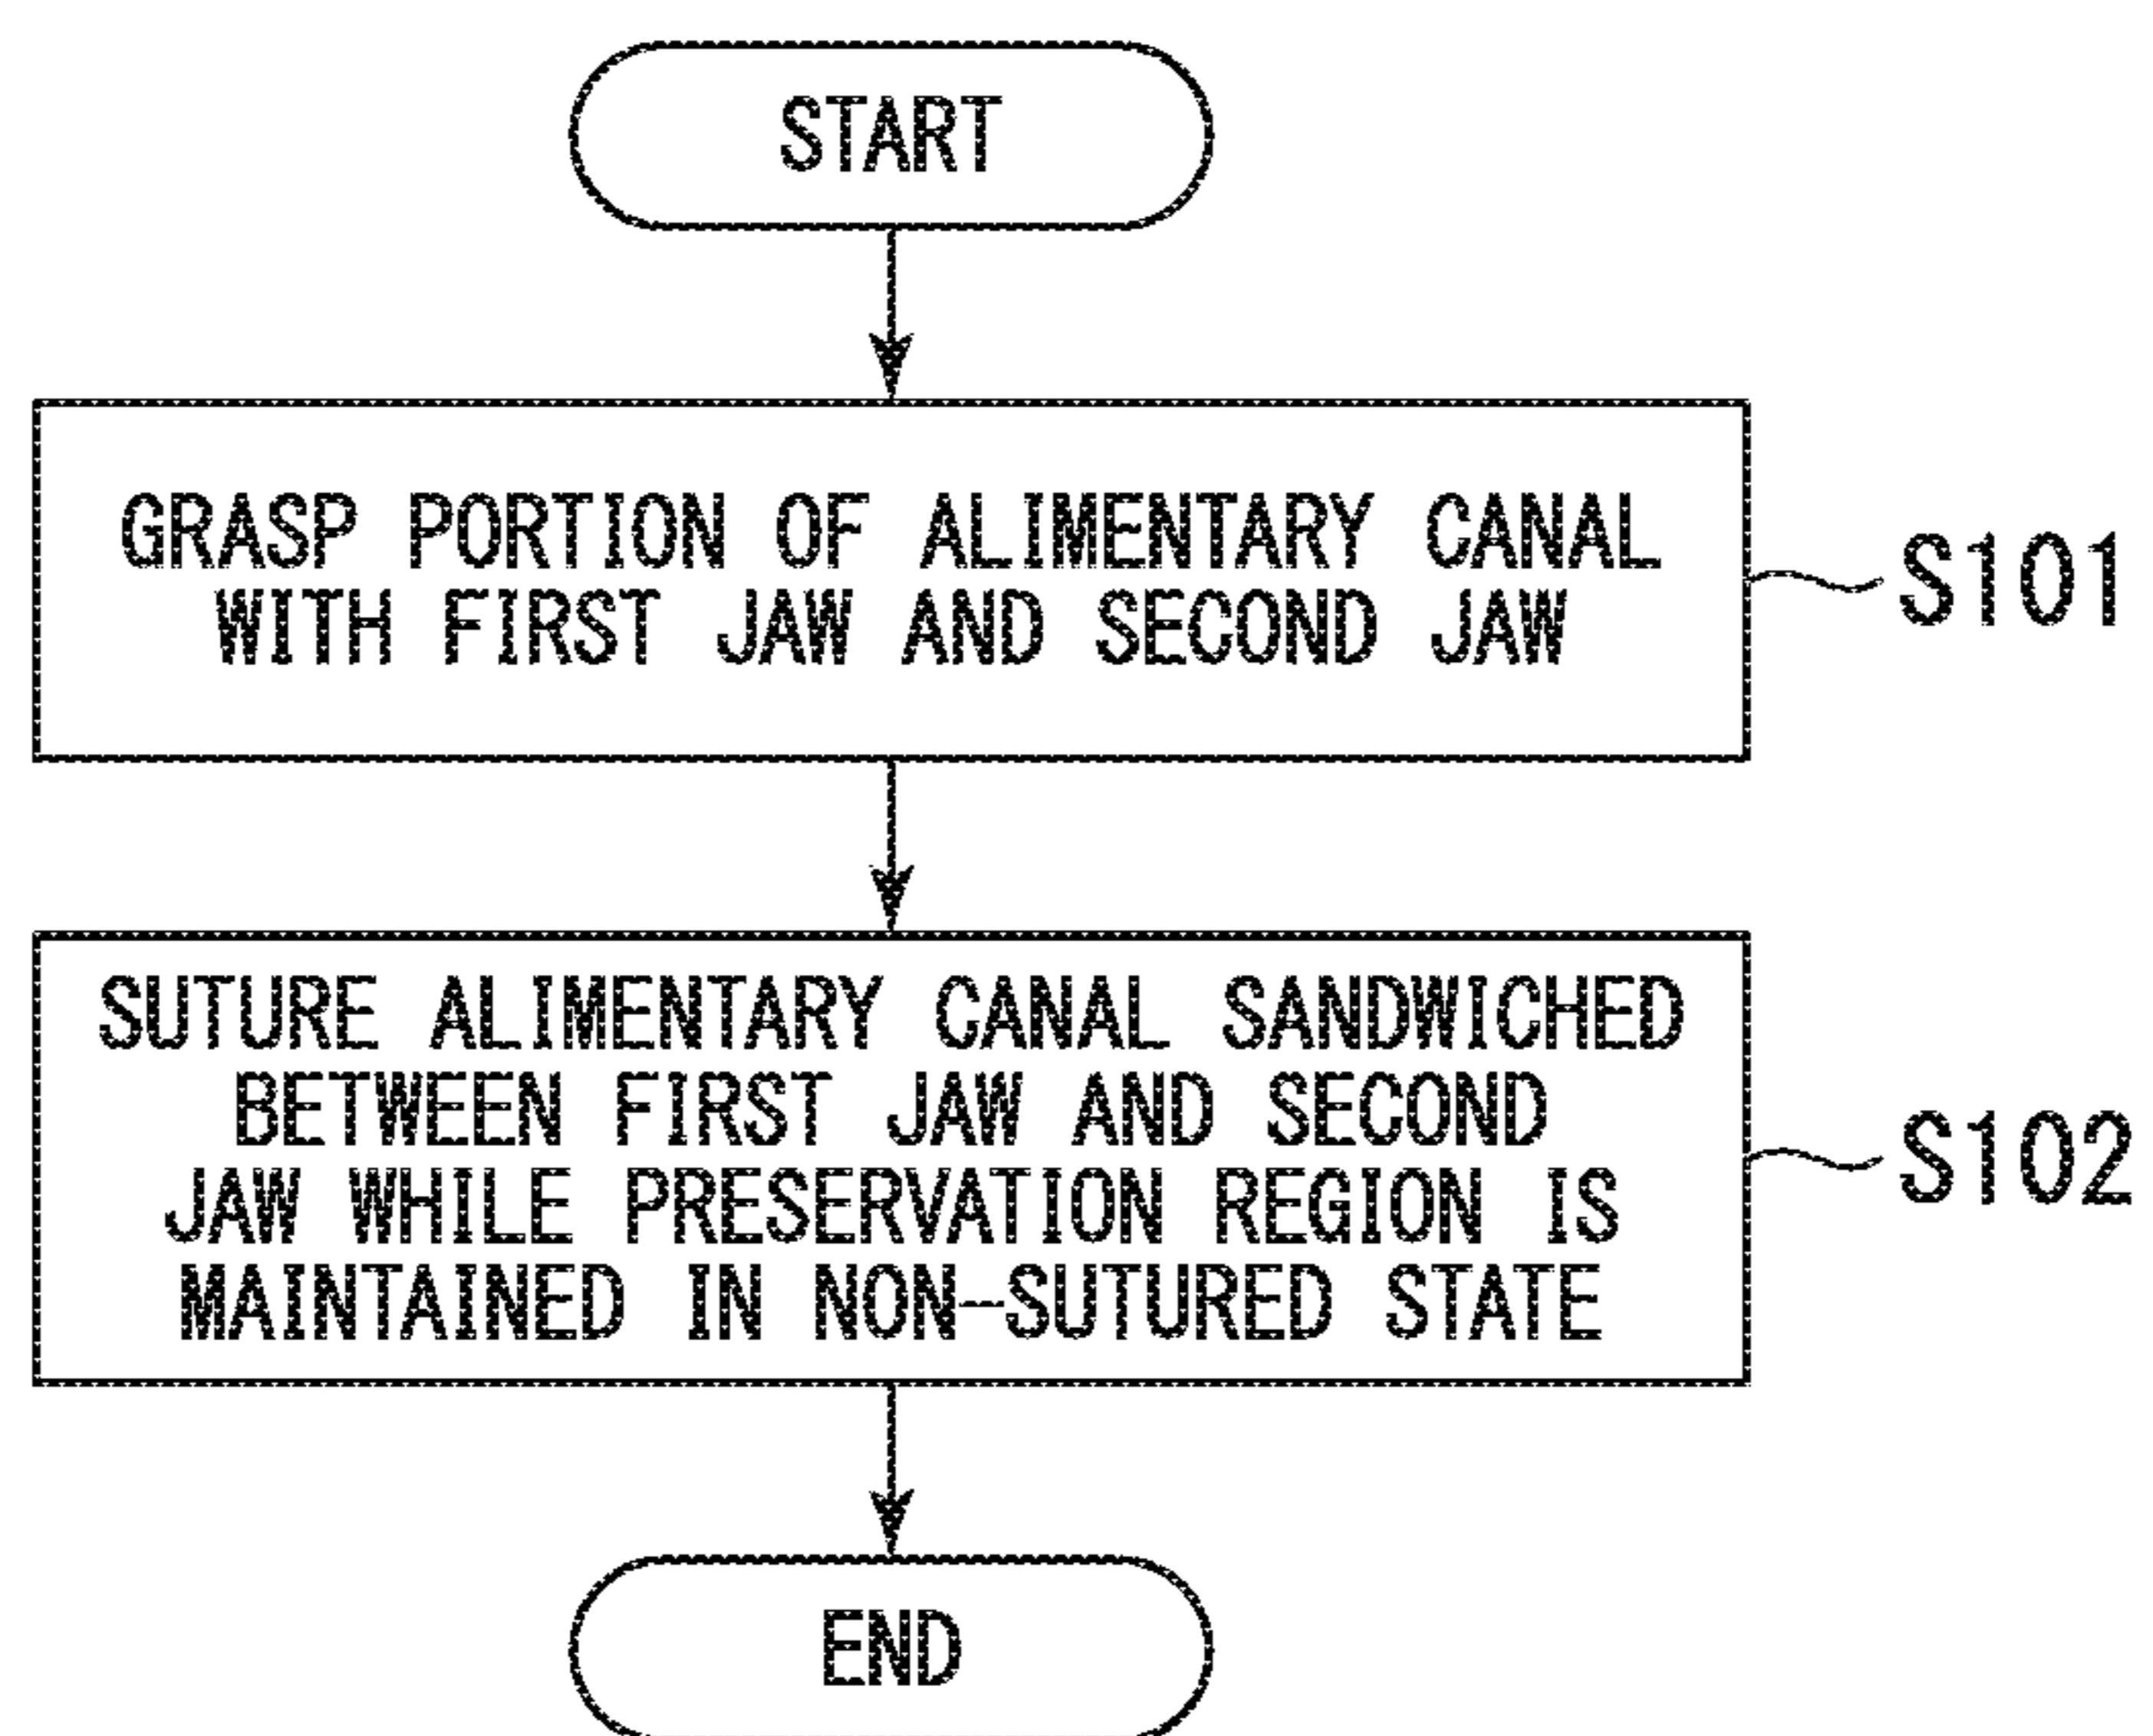 START
GRASP PORTION OF ALIMENTARY CANAL
WITH FIRST JAW AND SECOND JAW
S101
SUTURE ALIMENTARY CANAL SANDWICHED
BETWEEN FIRST JAW AND SECOND
JAW WHILE PRESERVATION REGION IS
MAINTAINED IN NON-SUTURED STATE
S102
END